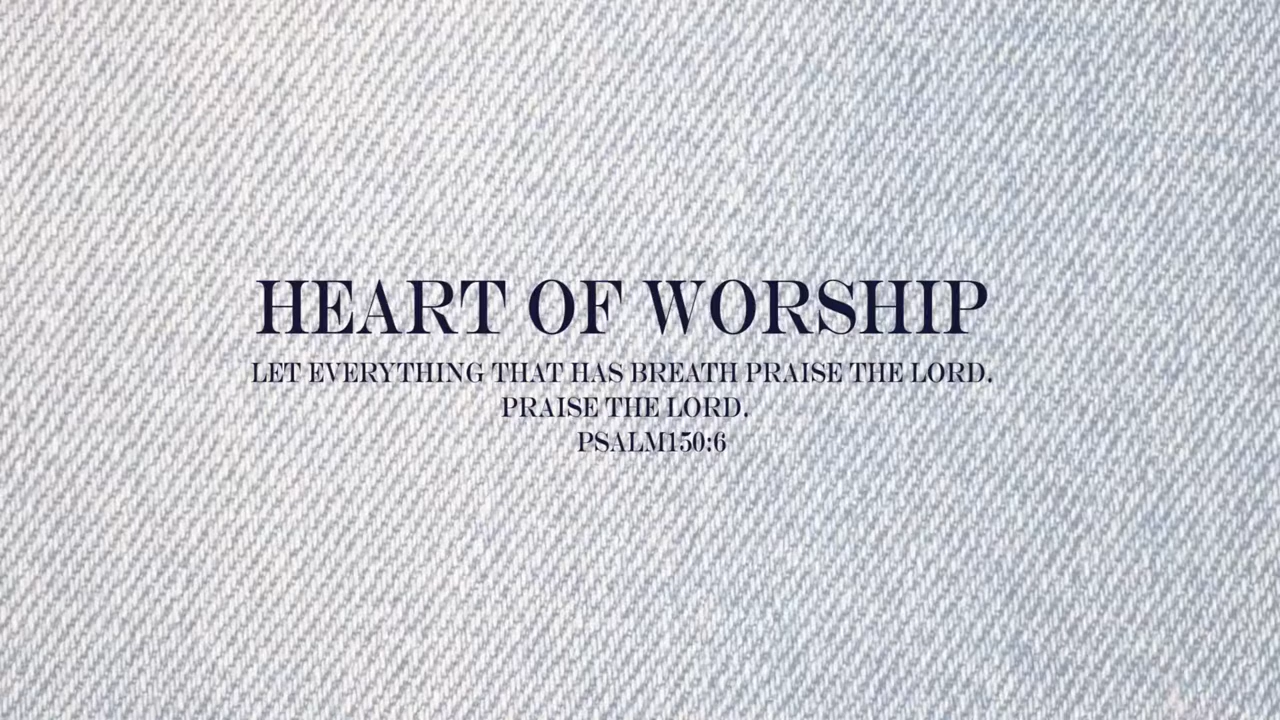 HEART OF WORSHIP
LET EVERYTHING THAT HAS BREATH PRAISE THE LORD.
PRAISE THE LORD.
PSALM150:6